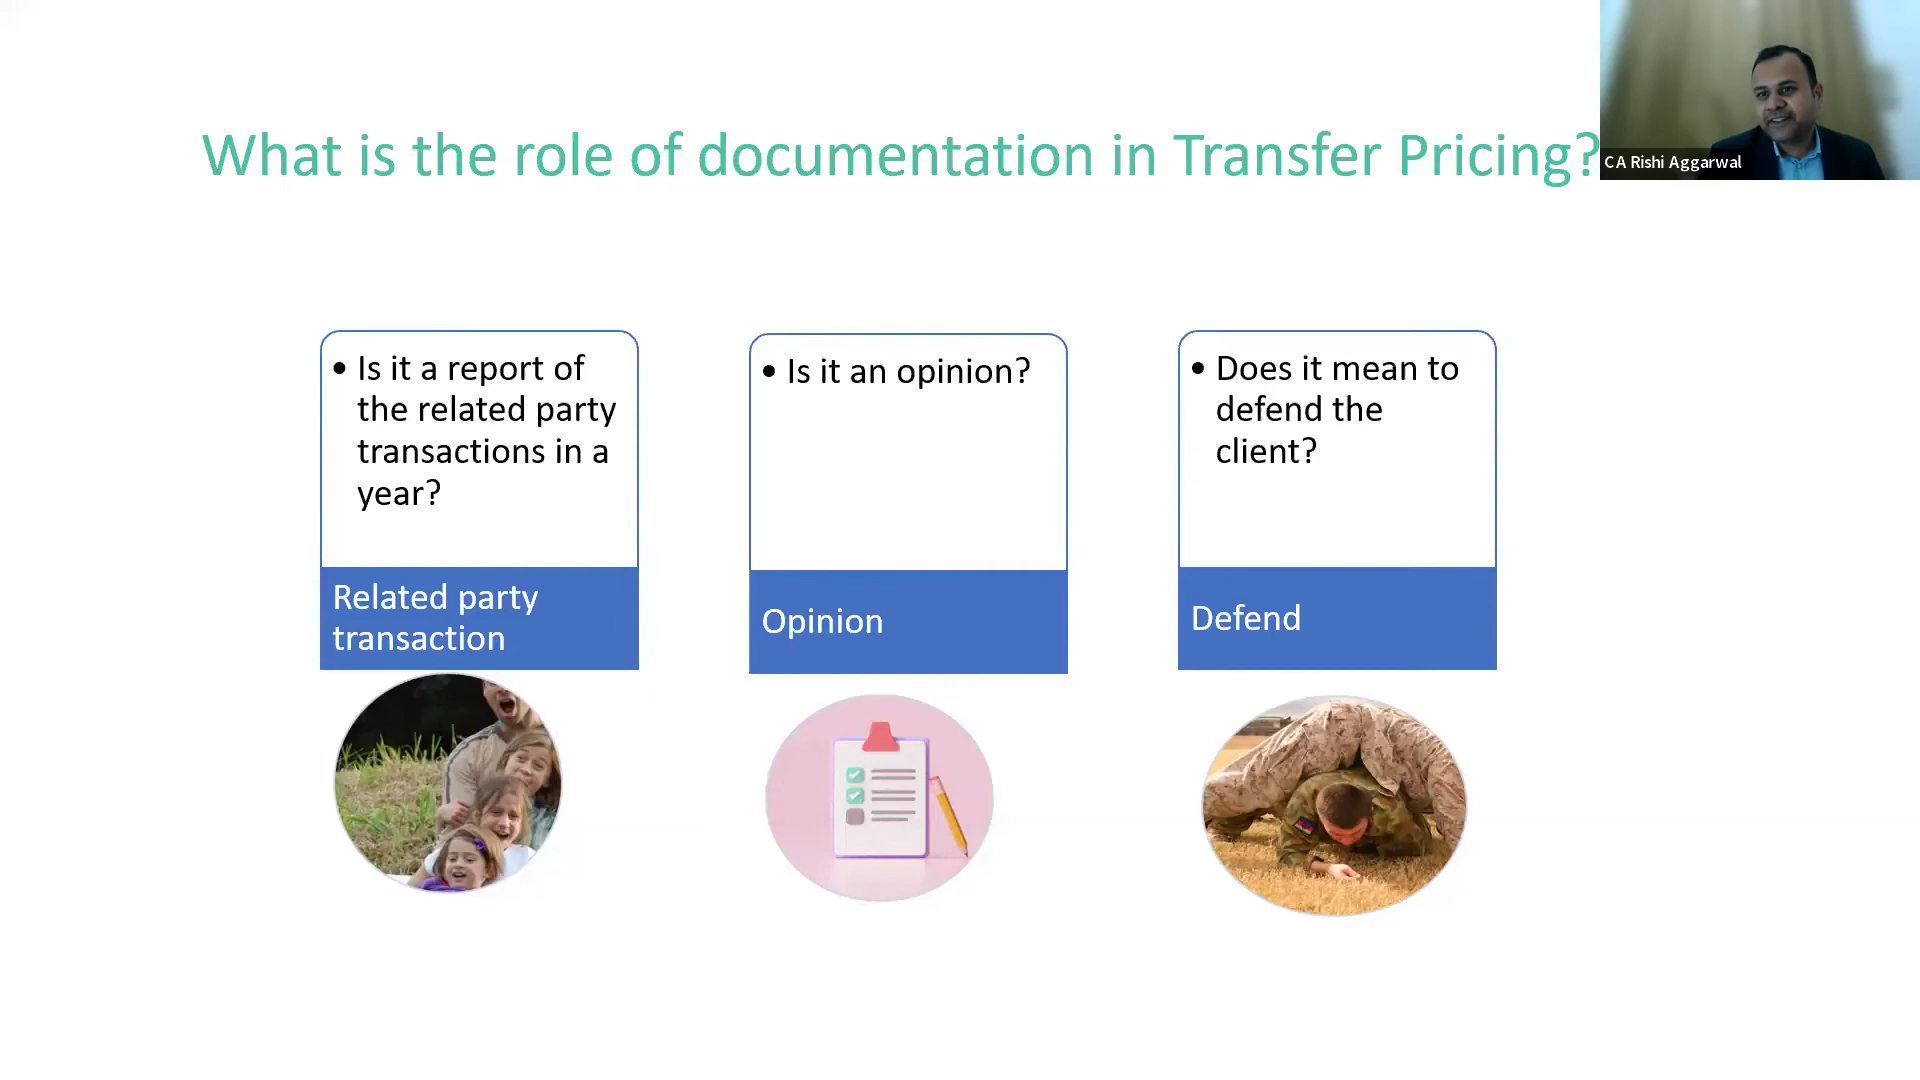 What is the role of documentation in Transfer Pricing?
CA Rishi Aggarwal
• Is it a report of
the related party
transactions in a
year?
Related party
transaction
• Is it an opinion?
Opinion
• Does it mean to
defend the
client?
Defend